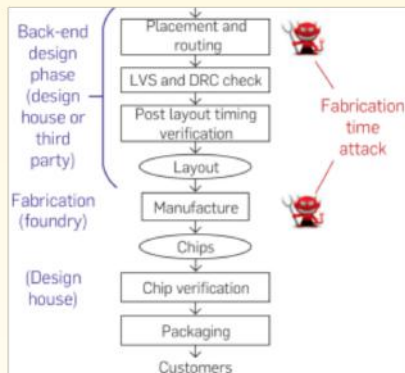 Back-end
design
phase
(design
house or
third
party)
Placement and
routing
LVS and DRC check
Post layout timing
verification
Layout
Fabrication
(foundry)
Manufacture
Chips
(Design
house)
Chip verification
Packaging
Customers
Fabrication
time
attack